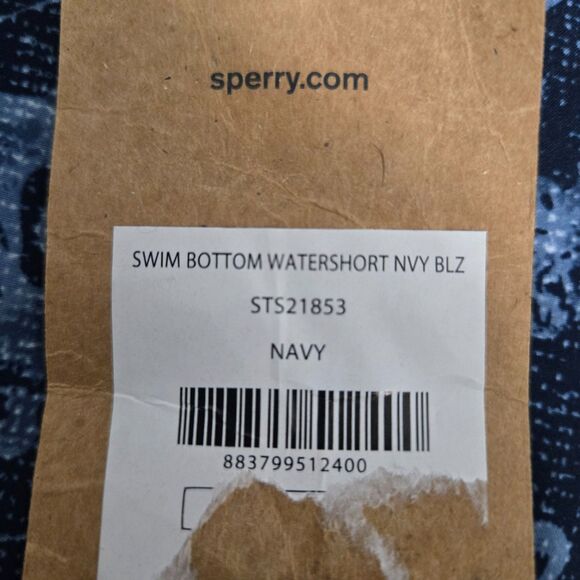 sperry.com
SWIM BOTTOM WATERSHORT NVY BLZ
STS21853
NAVY
883799512400